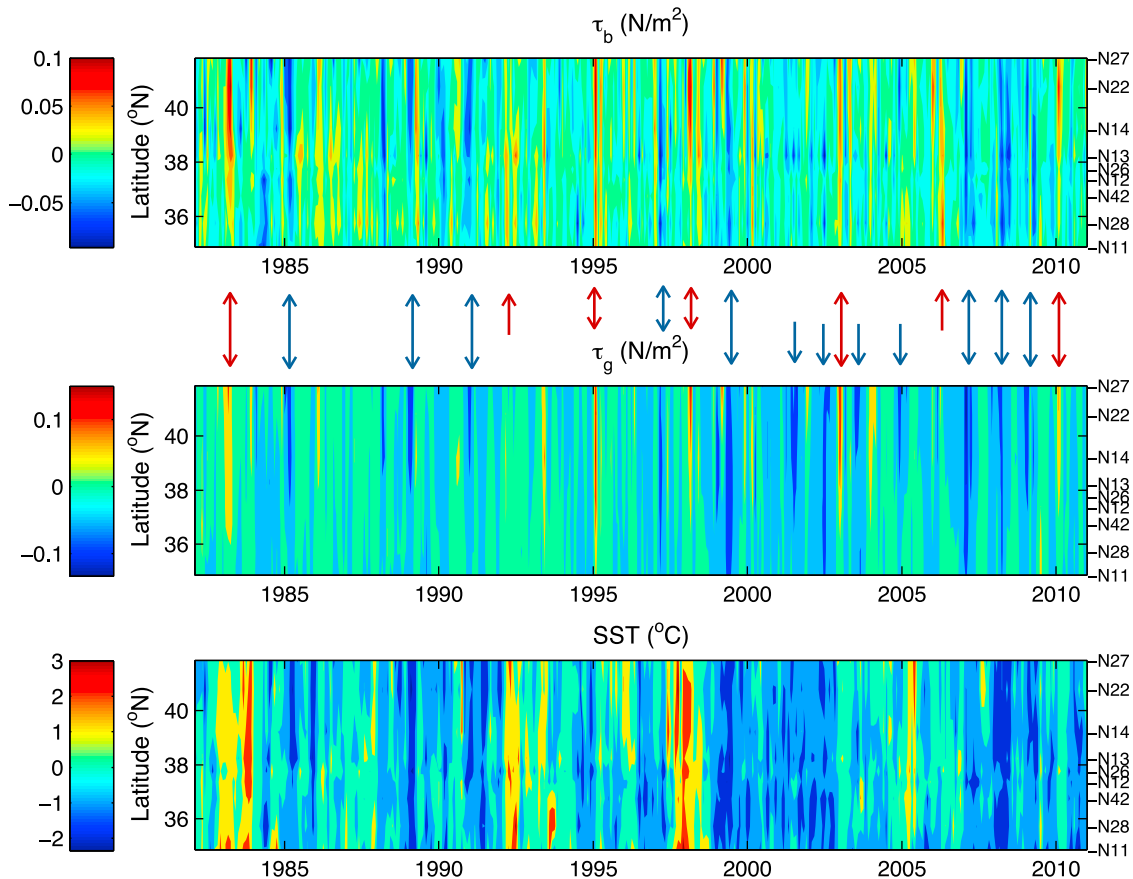 τb (N/m²)
0.1
0.05
0
−0.05
Latitude (°N)
40
38
36
N27
N22
N14
N13
N26
N12
N42
N28
N11
1985 1990 1995 2000 2005 2010
τg (N/m²)
0.1
0
−0.1
Latitude (°N)
40
38
36
N27
N22
N14
N13
N26
N12
N42
N28
N11
1985 1990 1995 2000 2005 2010
SST (°C)
3
2
1
0
−1
−2
Latitude (°N)
40
38
36
N27
N22
N14
N13
N26
N12
N42
N28
N11
1985 1990 1995 2000 2005 2010